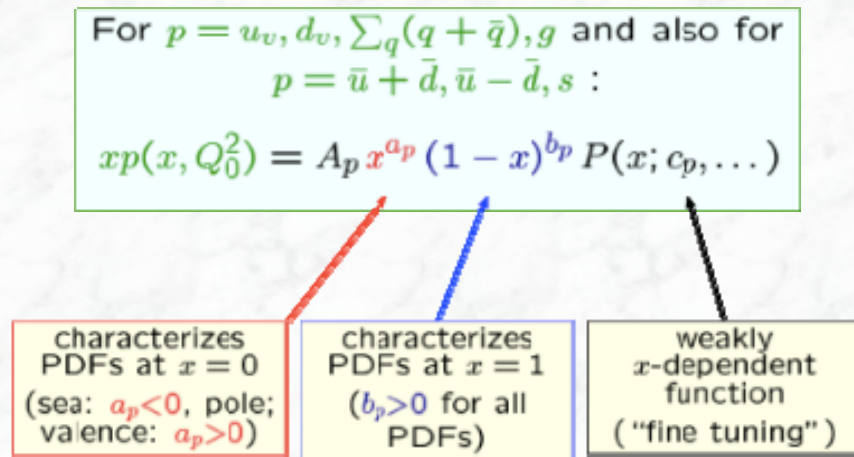 For p = u_v, d_v, ∑_q(q + q̄), g and also for
p = ū + d̄, ū − d̄, s :
xp(x, Q_0^2) = A_p x^{a_p} (1 − x)^{b_p} P(x; c_p, ...)
characterizes
PDFs at x = 0
(sea: a_p<0, pole;
valence: a_p>0)
characterizes
PDFs at x = 1
(b_p>0 for all
PDFs)
weakly
x-dependent
function
("fine tuning")